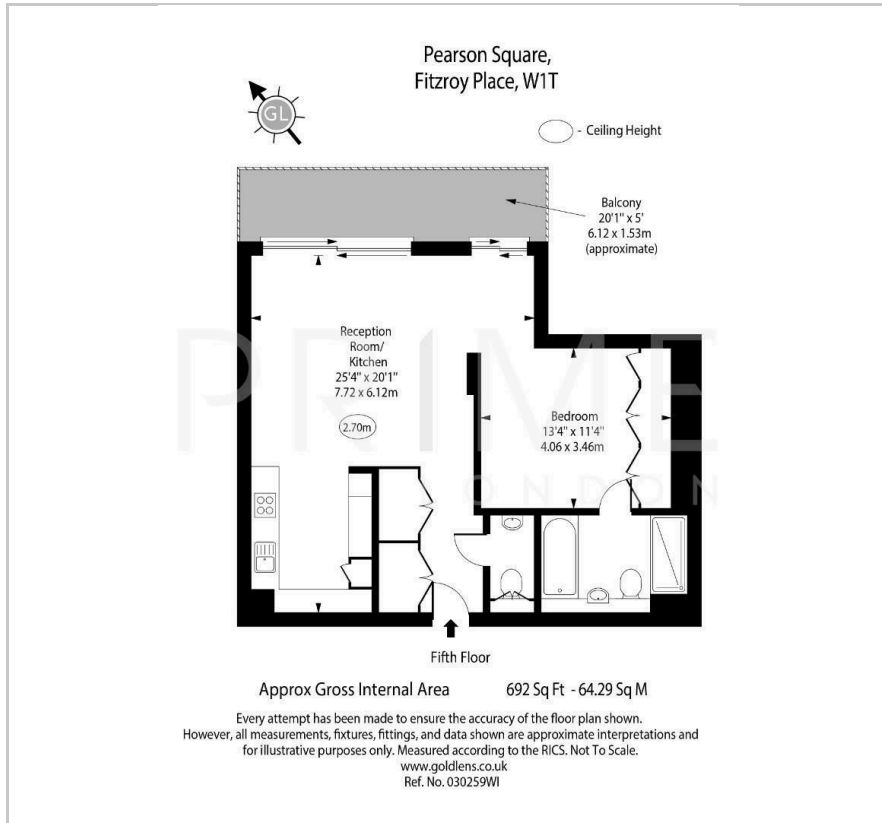 Pearson Square,
Fitzroy Place, W1T
GL
- Ceiling Height
Balcony
20'1" x 5'
6.12 x 1.53m
(approximate)
Reception
Room/
Kitchen
25'4" x 20'1"
7.72 x 6.12m
2.70m
Bedroom
13'4" x 11'4"
4.06 x 3.46m
PRIME
LONDON
Fifth Floor
Approx Gross Internal Area 692 Sq Ft - 64.29 Sq M
Every attempt has been made to ensure the accuracy of the floor plan shown.
However, all measurements, fixtures, fittings, and data shown are approximate interpretations and
for illustrative purposes only. Measured according to the RICS. Not To Scale.
www.goldlens.co.uk
Ref. No. 030259WI